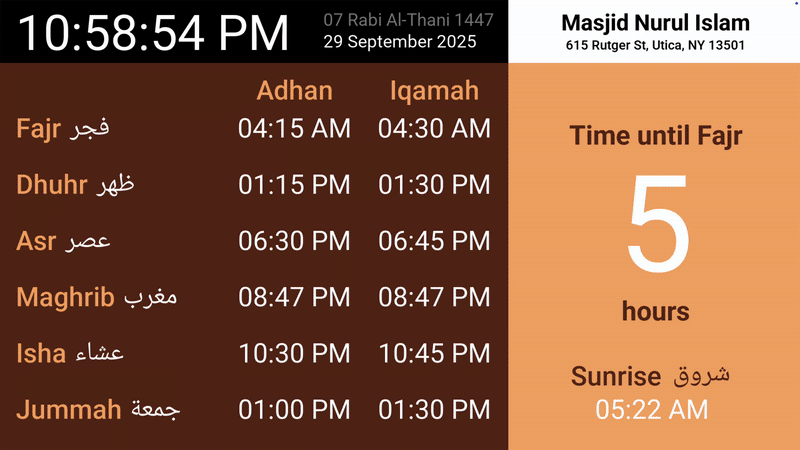 10:58:54 PM
07 Rabi Al-Thani 1447
29 September 2025
Masjid Nurul Islam
615 Rutger St, Utica, NY 13501
Adhan Iqamah
Fajr فجر 04:15 AM 04:30 AM
Dhuhr ظهر 01:15 PM 01:30 PM
Asr عصر 06:30 PM 06:45 PM
Maghrib مغرب 08:47 PM 08:47 PM
Isha عشاء 10:30 PM 10:45 PM
Jummah جمعة 01:00 PM 01:30 PM
Time until Fajr
5
hours
Sunrise شروق
05:22 AM